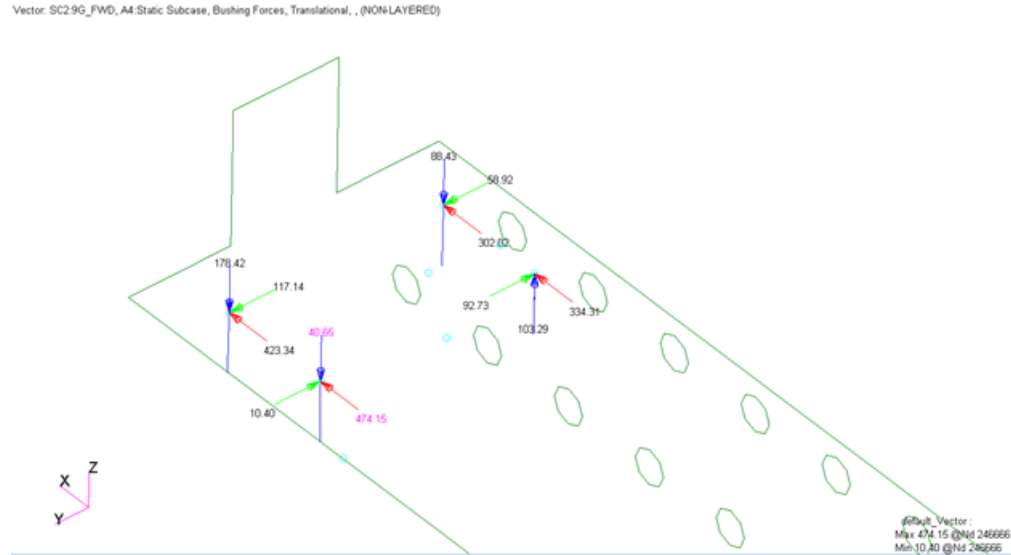 Vector: SC2:9G_FWD, A4:Static Subcase, Bushing Forces, Translational, , (NON-LAYERED)
88.43
58.92
302.02
178.42
117.14
92.73
334.31
103.29
40.65
423.34
10.40
474.15
Z
X
Y
default_Vector :
Max 474.15 @Nd 246666
Min 10.40 @Nd 246666